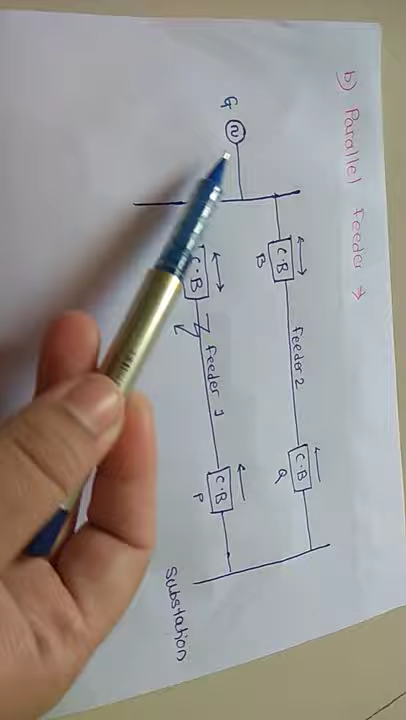 b) Parallel feeder →
G
C·B
B
feeder 2
C·B
Q
C·B
feeder 1
C·B
P
Substation